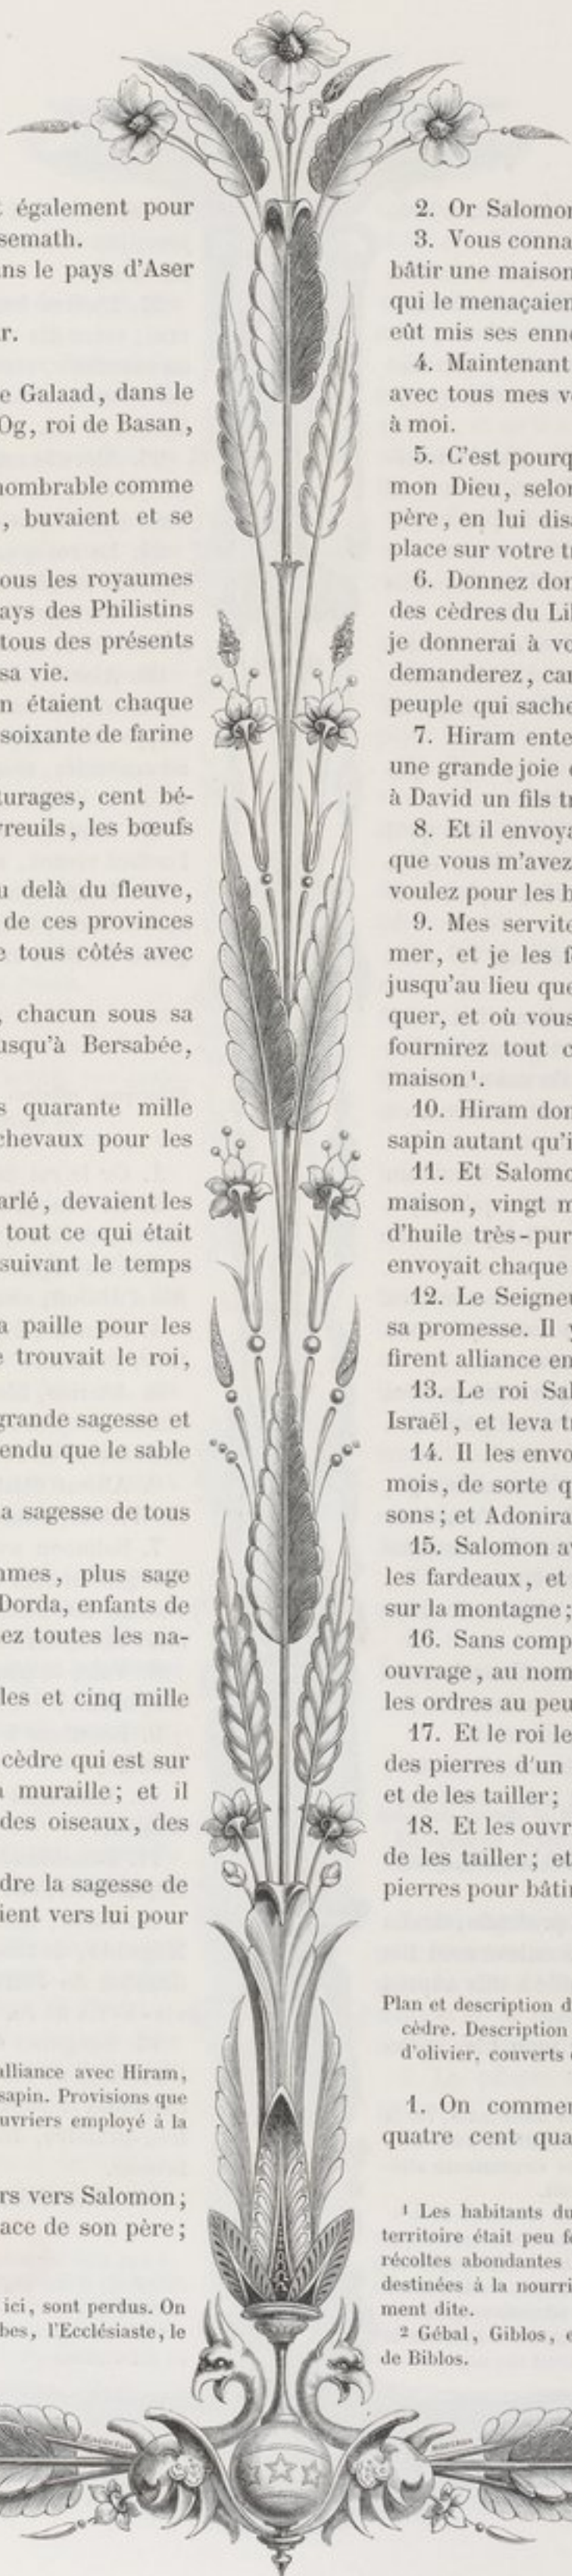 également pour
semath.
ns le pays d'Aser
r.
e Galaad, dans le
Og, roi de Basan,
nombrable comme
, buvaient et se
ous les royaumes
ays des Philistins
tous des présents
sa vie.
n étaient chaque
soixante de farine
turages, cent bé-
vreuils, les bœufs
u delà du fleuve,
de ces provinces
e tous côtés avec
, chacun sous sa
usqu'à Bersabée,
s quarante mille
chevaux pour les
arlé, devaient les
tout ce qui était
suivant le temps
a paille pour les
e trouvait le roi,
grande sagesse et
endu que le sable
a sagesse de tous
mmes, plus sage
Dorda, enfants de
ez toutes les na-
les et cinq mille
cèdre qui est sur
a muraille; et il
des oiseaux, des
dre la sagesse de
ient vers lui pour
alliance avec Hiram,
sapin. Provisions que
uvriers employé à la
rs vers Salomon;
ace de son père;
ici, sont perdus. On
bes, l'Ecclésiaste, le
2. Or Salomon
3. Vous conna
bâtir une maison
qui le menaçaien
eût mis ses enne
4. Maintenant
avec tous mes v
à moi.
5. C'est pourq
mon Dieu, selon
père, en lui disa
place sur votre t
6. Donnez don
des cèdres du Li
je donnerai à vo
demanderez, car
peuple qui sache
7. Hiram ente
une grande joie
à David un fils t
8. Et il envoya
que vous m'avez
voulez pour les b
9. Mes servite
mer, et je les f
jusqu'au lieu que
quer, et où vous
fournirez tout c
maison ¹.
10. Hiram don
sapin autant qu'i
11. Et Salomo
maison, vingt m
d'huile très-pur
envoyait chaque
12. Le Seigneu
sa promesse. Il y
firent alliance en
13. Le roi Sal
Israël, et leva t
14. Il les envo
mois, de sorte q
sons; et Adonira
15. Salomon a
les fardeaux, et
sur la montagne;
16. Sans comp
ouvrage, au nom
les ordres au peu
17. Et le roi le
des pierres d'un
et de les tailler;
18. Et les ouvr
de les tailler; et
pierres pour bâti
Plan et description d
cèdre. Description
d'olivier, couverts
1. On commen
quatre cent qua
¹ Les habitants du
territoire était peu f
récoltes abondantes
destinées à la nourri
ment dite.
² Gébal, Giblos, e
de Biblos.